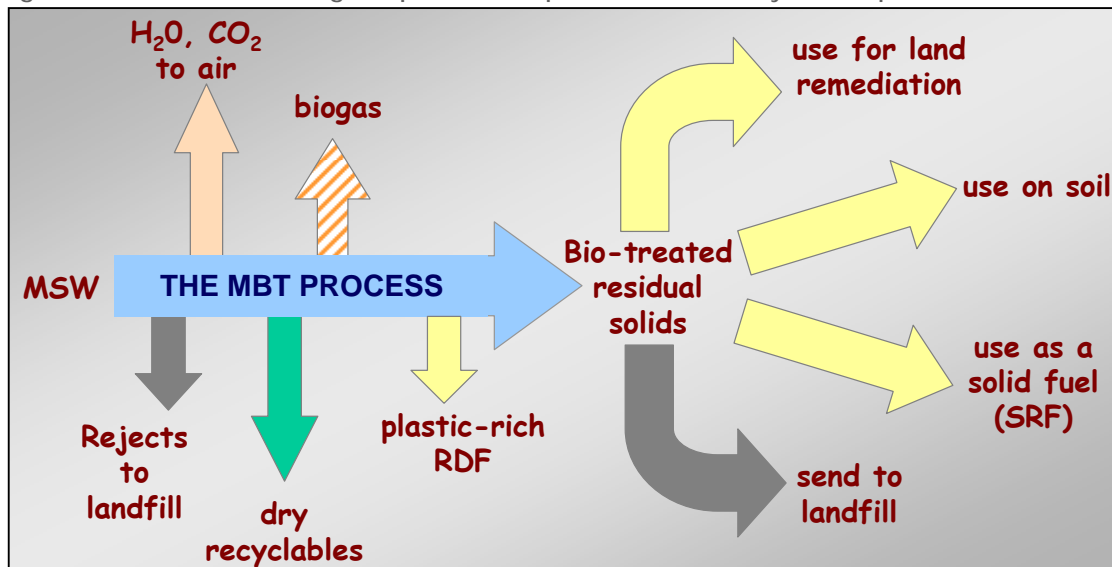 H₂0, CO₂
to air
biogas
use for land
remediation
use on soil
MSW
THE MBT PROCESS
Bio-treated
residual
solids
use as a
solid fuel
(SRF)
Rejects
to
landfill
plastic-rich
RDF
dry
recyclables
send to
landfill